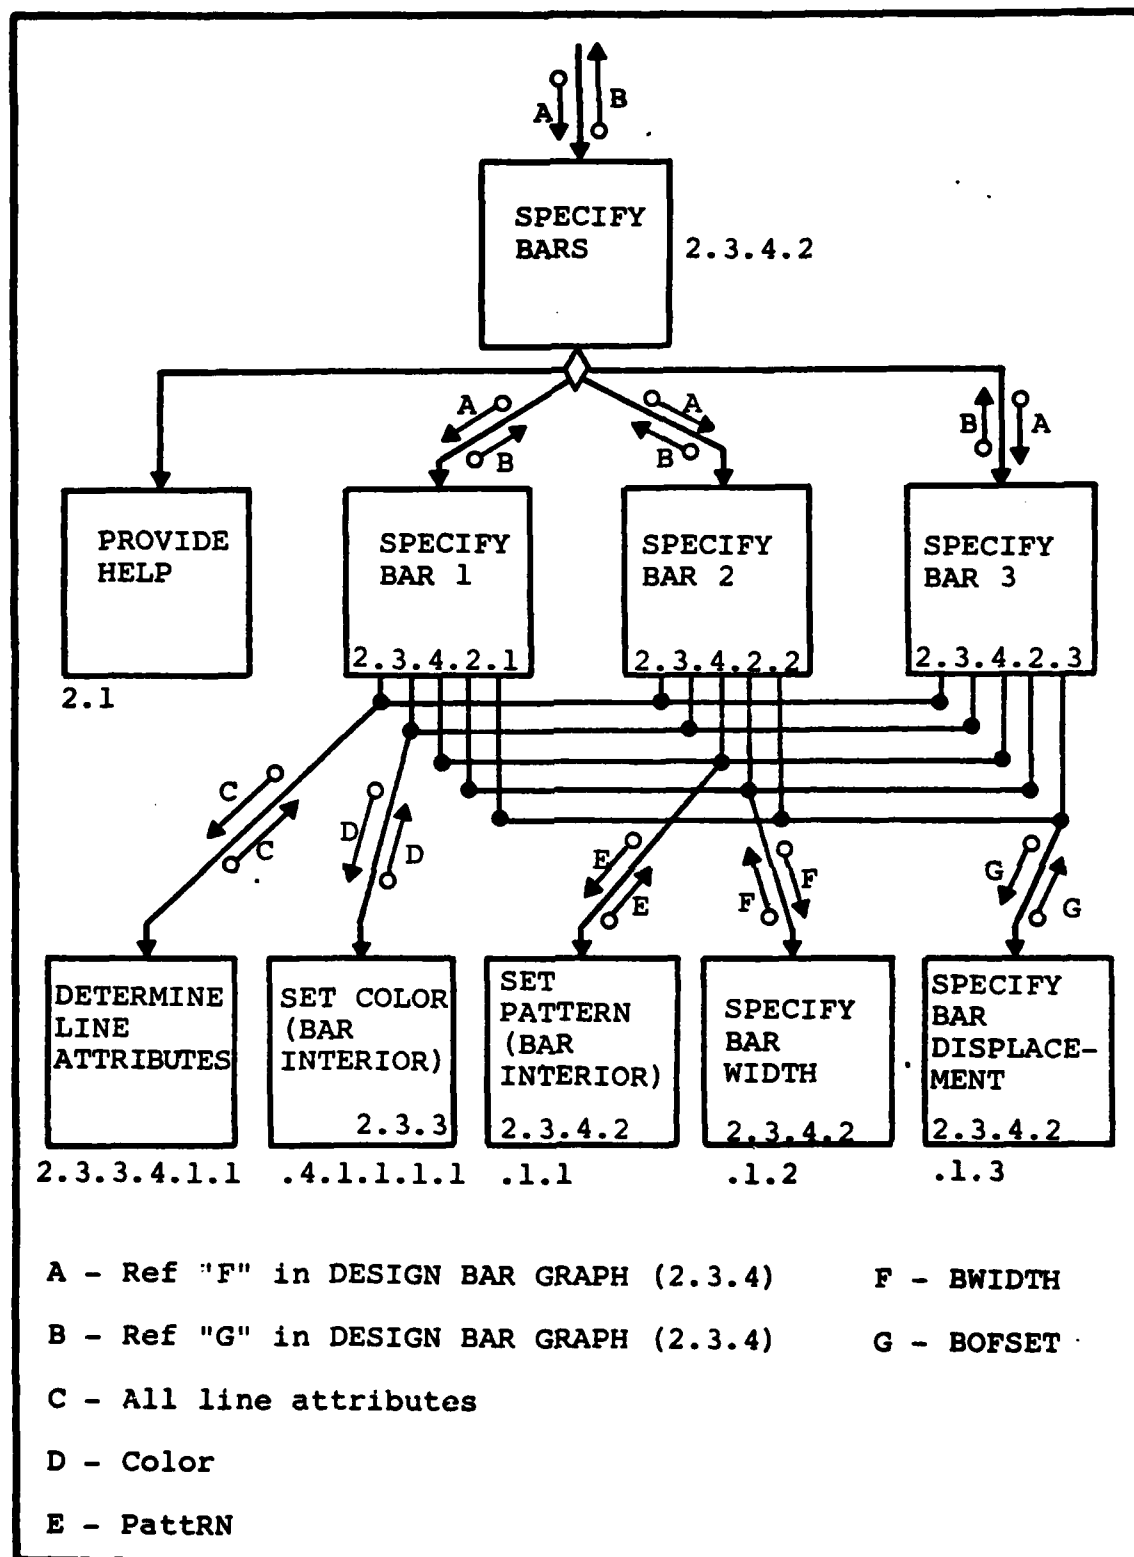 A
B
SPECIFY
BARS
2.3.4.2
A
B
A
B
B
A
PROVIDE
HELP
2.1
SPECIFY
BAR 1
2.3.4.2.1
SPECIFY
BAR 2
2.3.4.2.2
SPECIFY
BAR 3
2.3.4.2.3
C
C
D
D
E
E
F
F
G
G
DETERMINE
LINE
ATTRIBUTES
2.3.3.4.1.1
SET COLOR
(BAR
INTERIOR)
2.3.3
.4.1.1.1.1
SET
PATTERN
(BAR
INTERIOR)
2.3.4.2
.1.1
SPECIFY
BAR
WIDTH
2.3.4.2
.1.2
SPECIFY
BAR
DISPLACE-
MENT
2.3.4.2
.1.3
A - Ref "F" in DESIGN BAR GRAPH (2.3.4)
F - BWIDTH
B - Ref "G" in DESIGN BAR GRAPH (2.3.4)
G - BOFSET
C - All line attributes
D - Color
E - PattRN